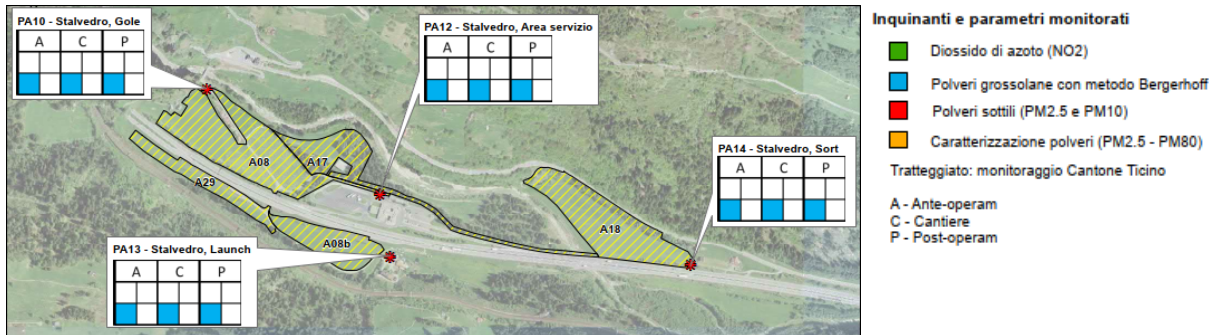 PA10 - Stalvedro, Gole
A C P
PA12 - Stalvedro, Area servizio
A C P
PA14 - Stalvedro, Sort
A C P
PA13 - Stalvedro, Launch
A C P
A08
A17
A29
A08b
A18
Inquinanti e parametri monitorati
Diossido di azoto (NO2)
Polveri grossolane con metodo Bergerhoff
Polveri sottili (PM2.5 e PM10)
Caratterizzazione polveri (PM2.5 - PM80)
Tratteggiato: monitoraggio Cantone Ticino
A - Ante-operam
C - Cantiere
P - Post-operam